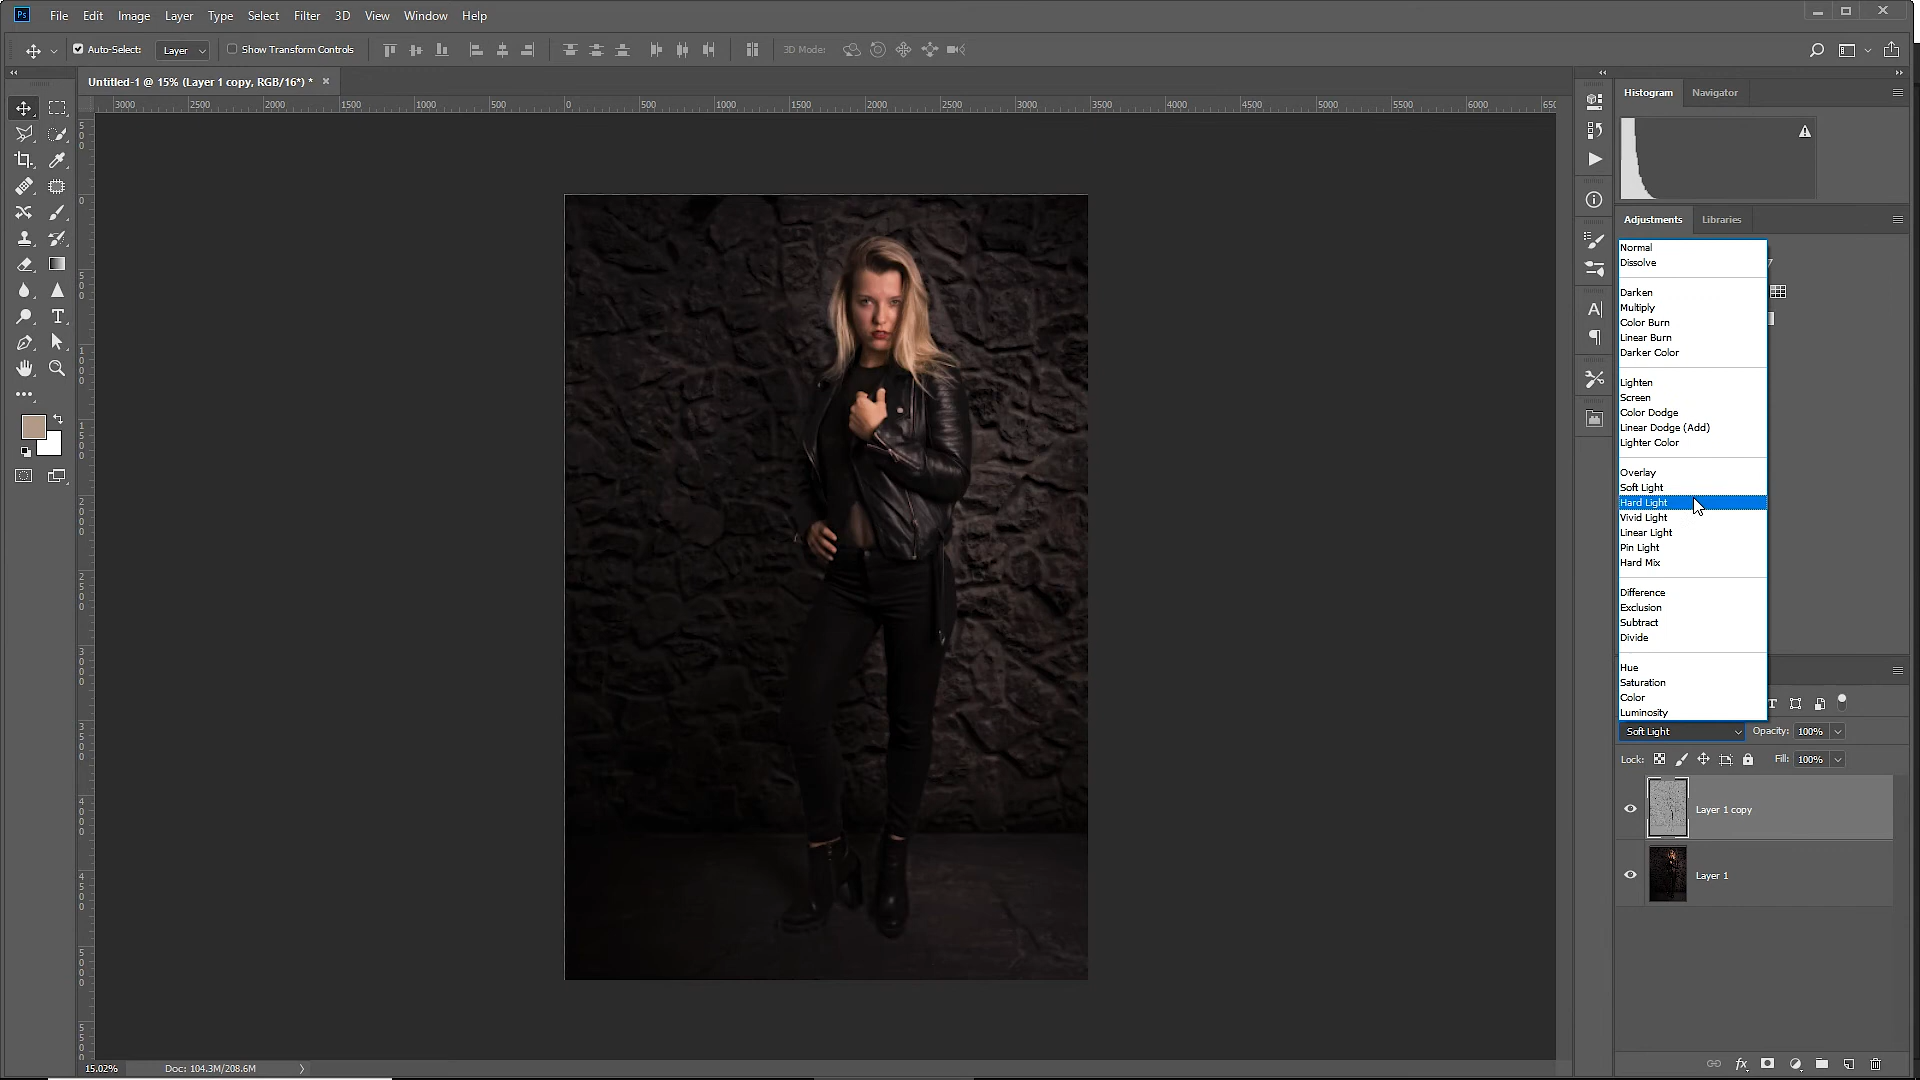 Ps File Edit Image Layer Type Select Filter 3D View Window Help
Auto-Select: Layer Show Transform Controls 3D Mode:
Untitled-1 @ 15% (Layer 1 copy, RGB/16*) * ×
3000 2500 2000 1500 1000 500 0 500 1000 1500 2000 2500 3000 3500 4000 4500 5000 5500 6000
Histogram Navigator
Adjustments Libraries
Normal
Dissolve
Darken
Multiply
Color Burn
Linear Burn
Darker Color
Lighten
Screen
Color Dodge
Linear Dodge (Add)
Lighter Color
Overlay
Soft Light
Hard Light
Vivid Light
Linear Light
Pin Light
Hard Mix
Difference
Exclusion
Subtract
Divide
Hue
Saturation
Color
Luminosity
Soft Light Opacity: 100%
Lock: Fill: 100%
Layer 1 copy
Layer 1
fx
15.02% Doc: 104.3M/208.6M